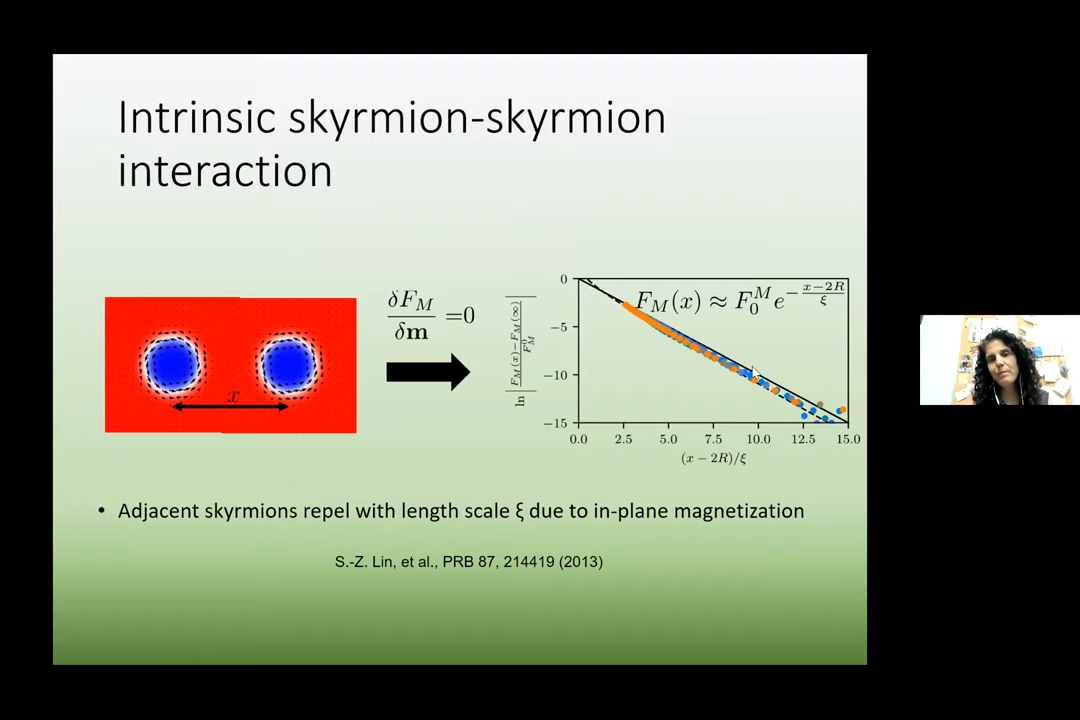 Intrinsic skyrmion-skyrmion
interaction
x
δF_M/δm =0
ln |F_M(x)−F_M(∞)/F_M^0|
F_M(x) ≈ F_0^M e^{−(x−2R)/ξ}
0
−5
−10
−15
0.0 2.5 5.0 7.5 10.0 12.5 15.0
(x − 2R)/ξ
• Adjacent skyrmions repel with length scale ξ due to in-plane magnetization
S.-Z. Lin, et al., PRB 87, 214419 (2013)